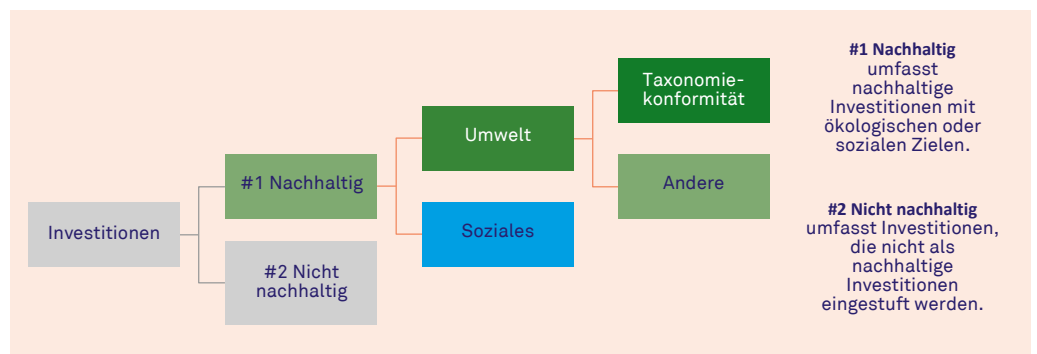 Investitionen
#1 Nachhaltig
#2 Nicht
nachhaltig
Umwelt
Soziales
Taxonomie-
konformität
Andere
#1 Nachhaltig
umfasst
nachhaltige
Investitionen mit
ökologischen oder
sozialen Zielen.
#2 Nicht nachhaltig
umfasst Investitionen,
die nicht als
nachhaltige
Investitionen
eingestuft werden.